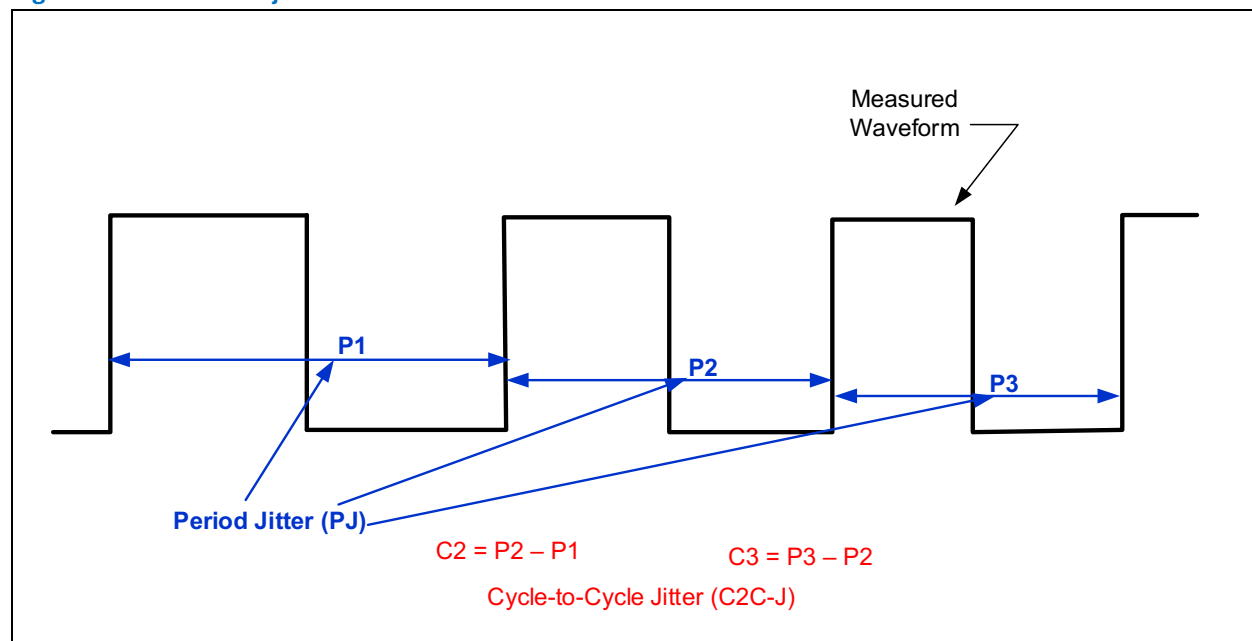 Measured
Waveform
P1
P2
P3
Period Jitter (PJ)
C2 = P2 – P1
C3 = P3 – P2
Cycle-to-Cycle Jitter (C2C-J)